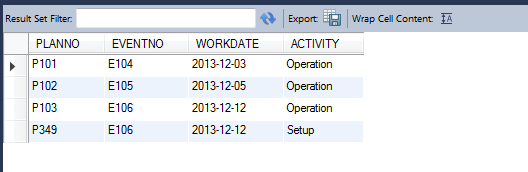 Result Set Filter: Export: Wrap Cell Content: IA
PLANNO EVENTNO WORKDATE ACTIVITY
P101 E104 2013-12-03 Operation
P102 E105 2013-12-05 Operation
P103 E106 2013-12-12 Operation
P349 E106 2013-12-12 Setup